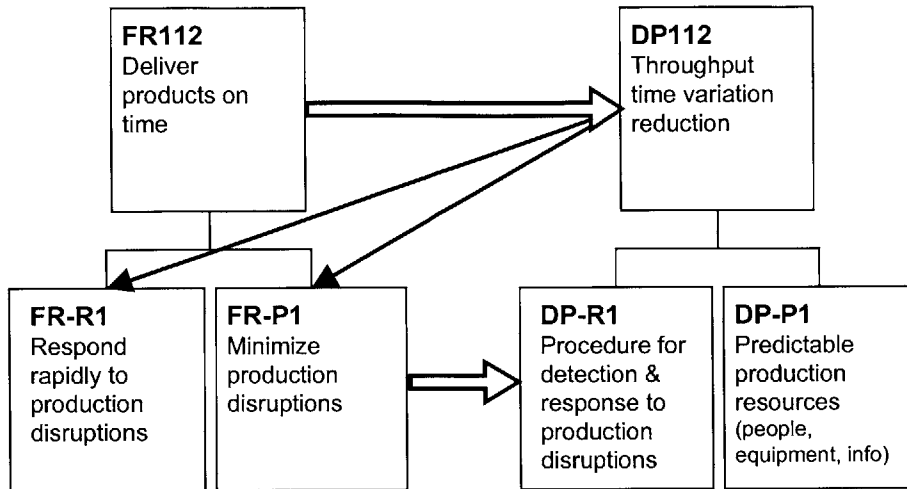 FR112
Deliver
products on
time
DP112
Throughput
time variation
reduction
FR-R1
Respond
rapidly to
production
disruptions
FR-P1
Minimize
production
disruptions
DP-R1
Procedure for
detection &
response to
production
disruptions
DP-P1
Predictable
production
resources
(people,
equipment, info)